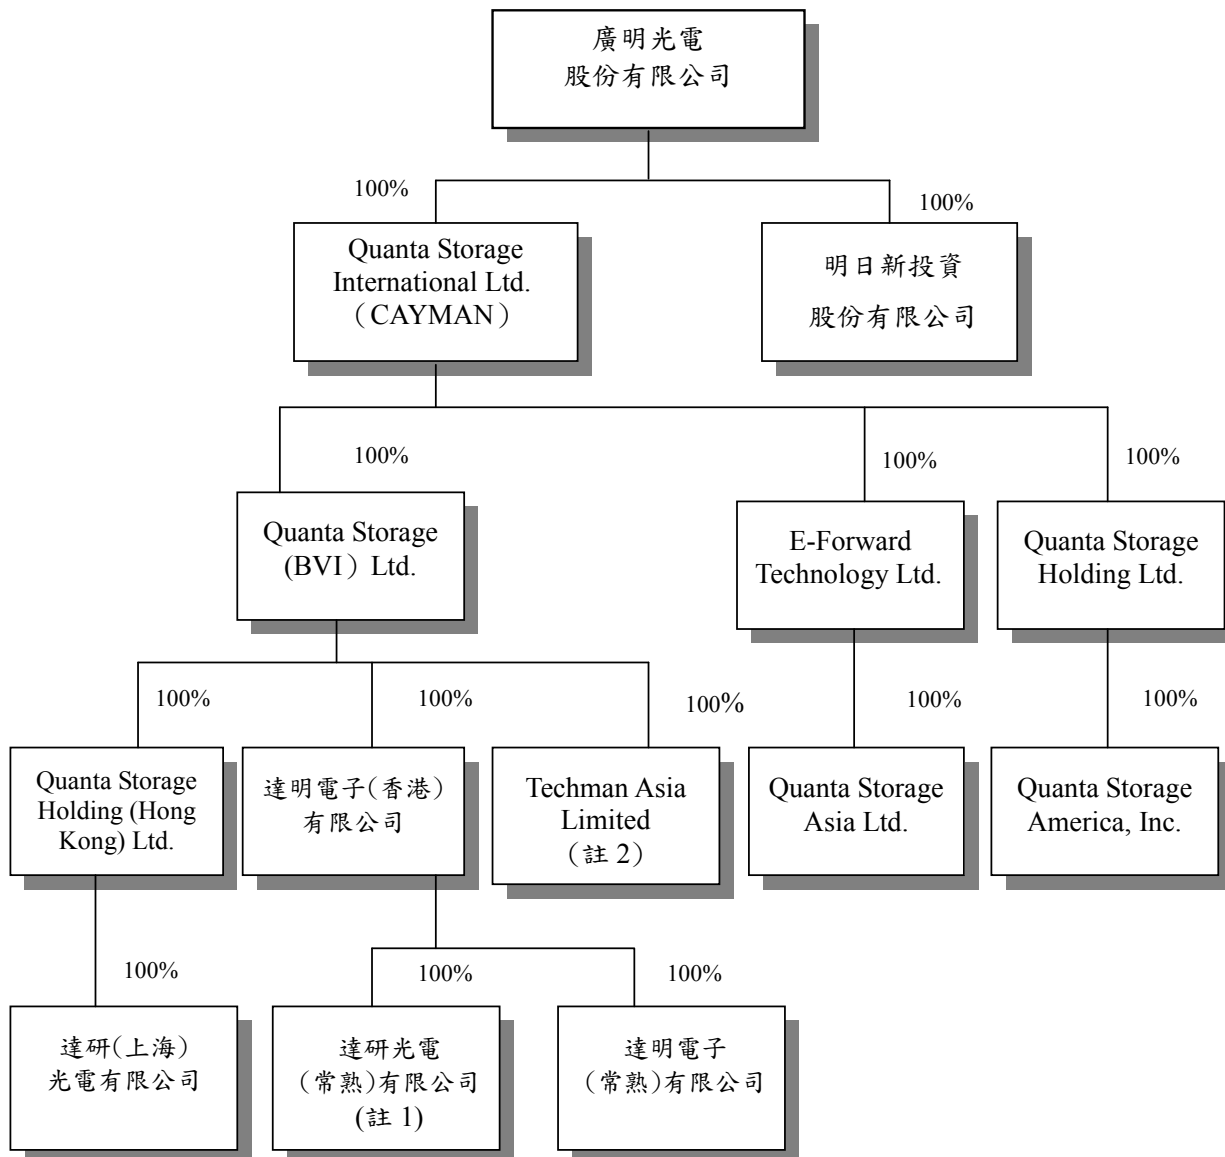 廣明光電
股份有限公司
100%
100%
Quanta Storage
International Ltd.
（CAYMAN）
明日新投資
股份有限公司
100%
100%
100%
Quanta Storage
(BVI）Ltd.
E-Forward
Technology Ltd.
Quanta Storage
Holding Ltd.
100%
100%
100%
100%
100%
Quanta Storage
Holding (Hong
Kong) Ltd.
達明電子(香港)
有限公司
Techman Asia
Limited
（註 2）
Quanta Storage
Asia Ltd.
Quanta Storage
America, Inc.
100%
100%
100%
達研(上海)
光電有限公司
達研光電
(常熟)有限公司
(註 1)
達明電子
(常熟)有限公司